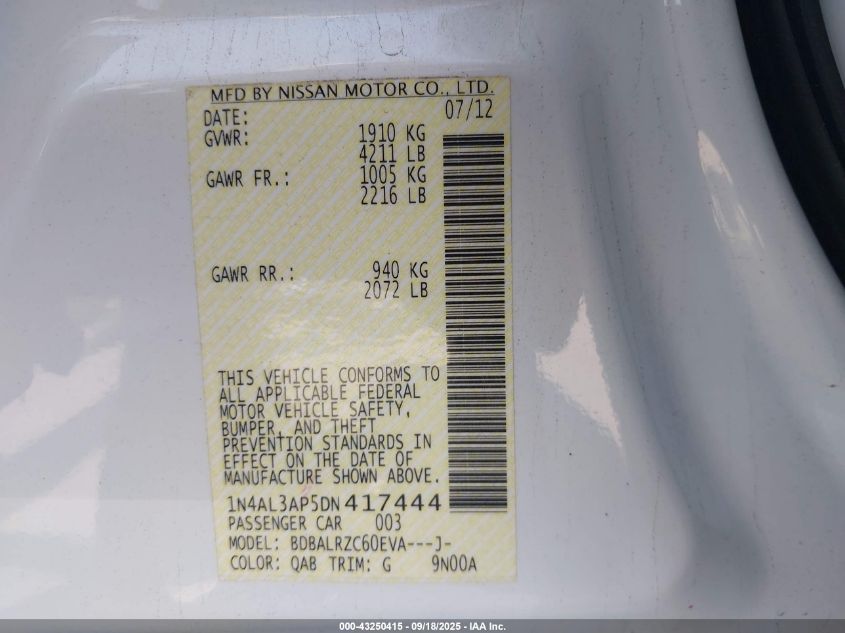 MFD BY NISSAN MOTOR CO., LTD.
DATE: 07/12
GVWR: 1910 KG
4211 LB
GAWR FR.: 1005 KG
2216 LB
GAWR RR.: 940 KG
2072 LB
THIS VEHICLE CONFORMS TO
ALL APPLICABLE FEDERAL
MOTOR VEHICLE SAFETY,
BUMPER, AND THEFT
PREVENTION STANDARDS IN
EFFECT ON THE DATE OF
MANUFACTURE SHOWN ABOVE.
1N4AL3AP5DN417444
PASSENGER CAR 003
MODEL: BDBALRZC60EVA---J-
COLOR: QAB TRIM: G 9N00A
000-43250415 - 09/18/2025 - IAA Inc.